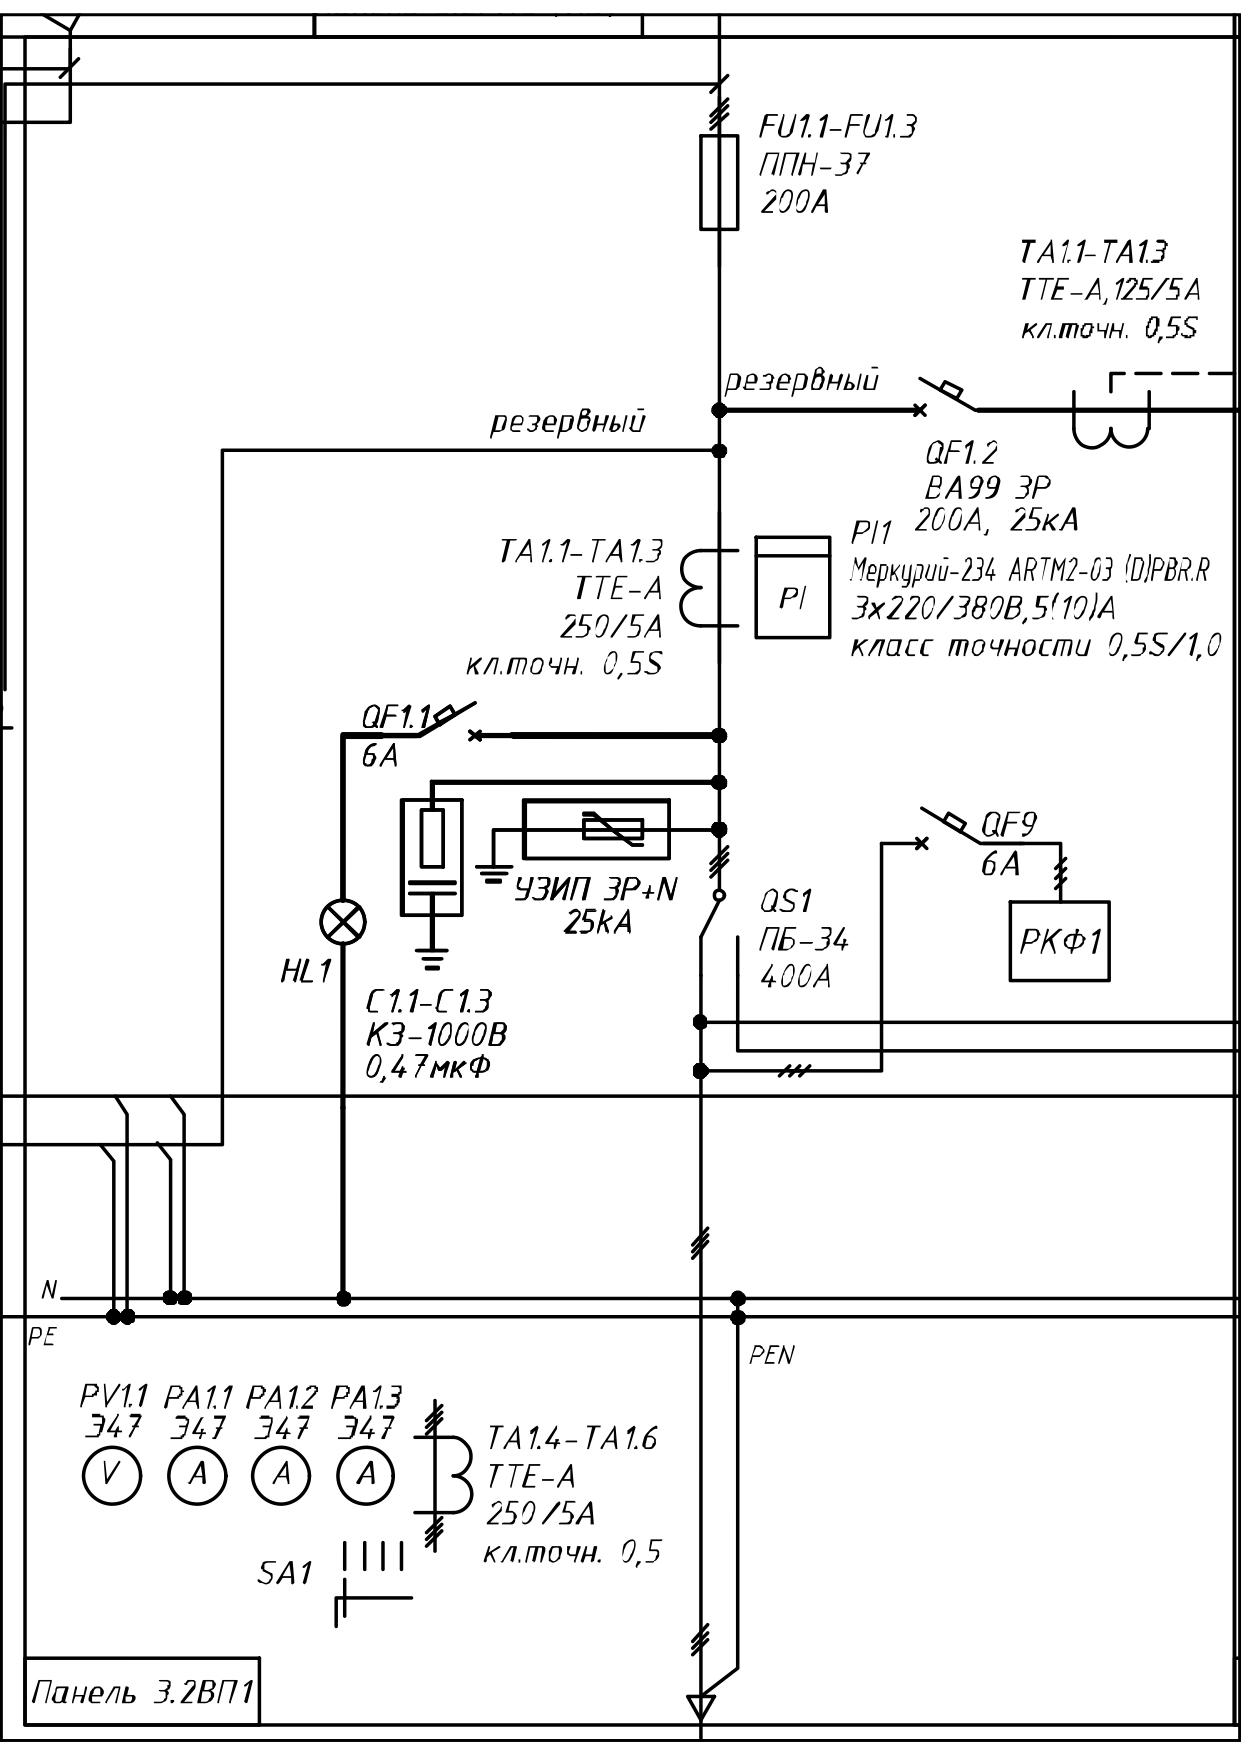 FU1.1-FU1.3
ППН-37
200А
ТА1.1-ТА1.3
ТТЕ-А,125/5А
кл.точн. 0,5S
резервный
резервный
QF1.2
ВА99 3Р
200А, 25кА
ТА1.1-ТА1.3
ТТЕ-А
250/5А
кл.точн. 0,5S
PI1
Меркурий-234 ARTM2-03 (D)PBR.R
3х220/380В,5(10)А
класс точности 0,5S/1,0
PI
QF1.1
6А
УЗИП 3P+N
25kA
QF9
6А
QS1
ПБ-34
400А
РКФ1
HL1
C1.1-C1.3
КЗ-1000В
0,47мкФ
N
PE
PEN
PV1.1 PA1.1 PA1.2 PA1.3
Э47 Э47 Э47 Э47
V A A A
ТА1.4-ТА1.6
ТТЕ-А
250/5А
кл.точн. 0,5
SA1
Панель 3.2ВП1